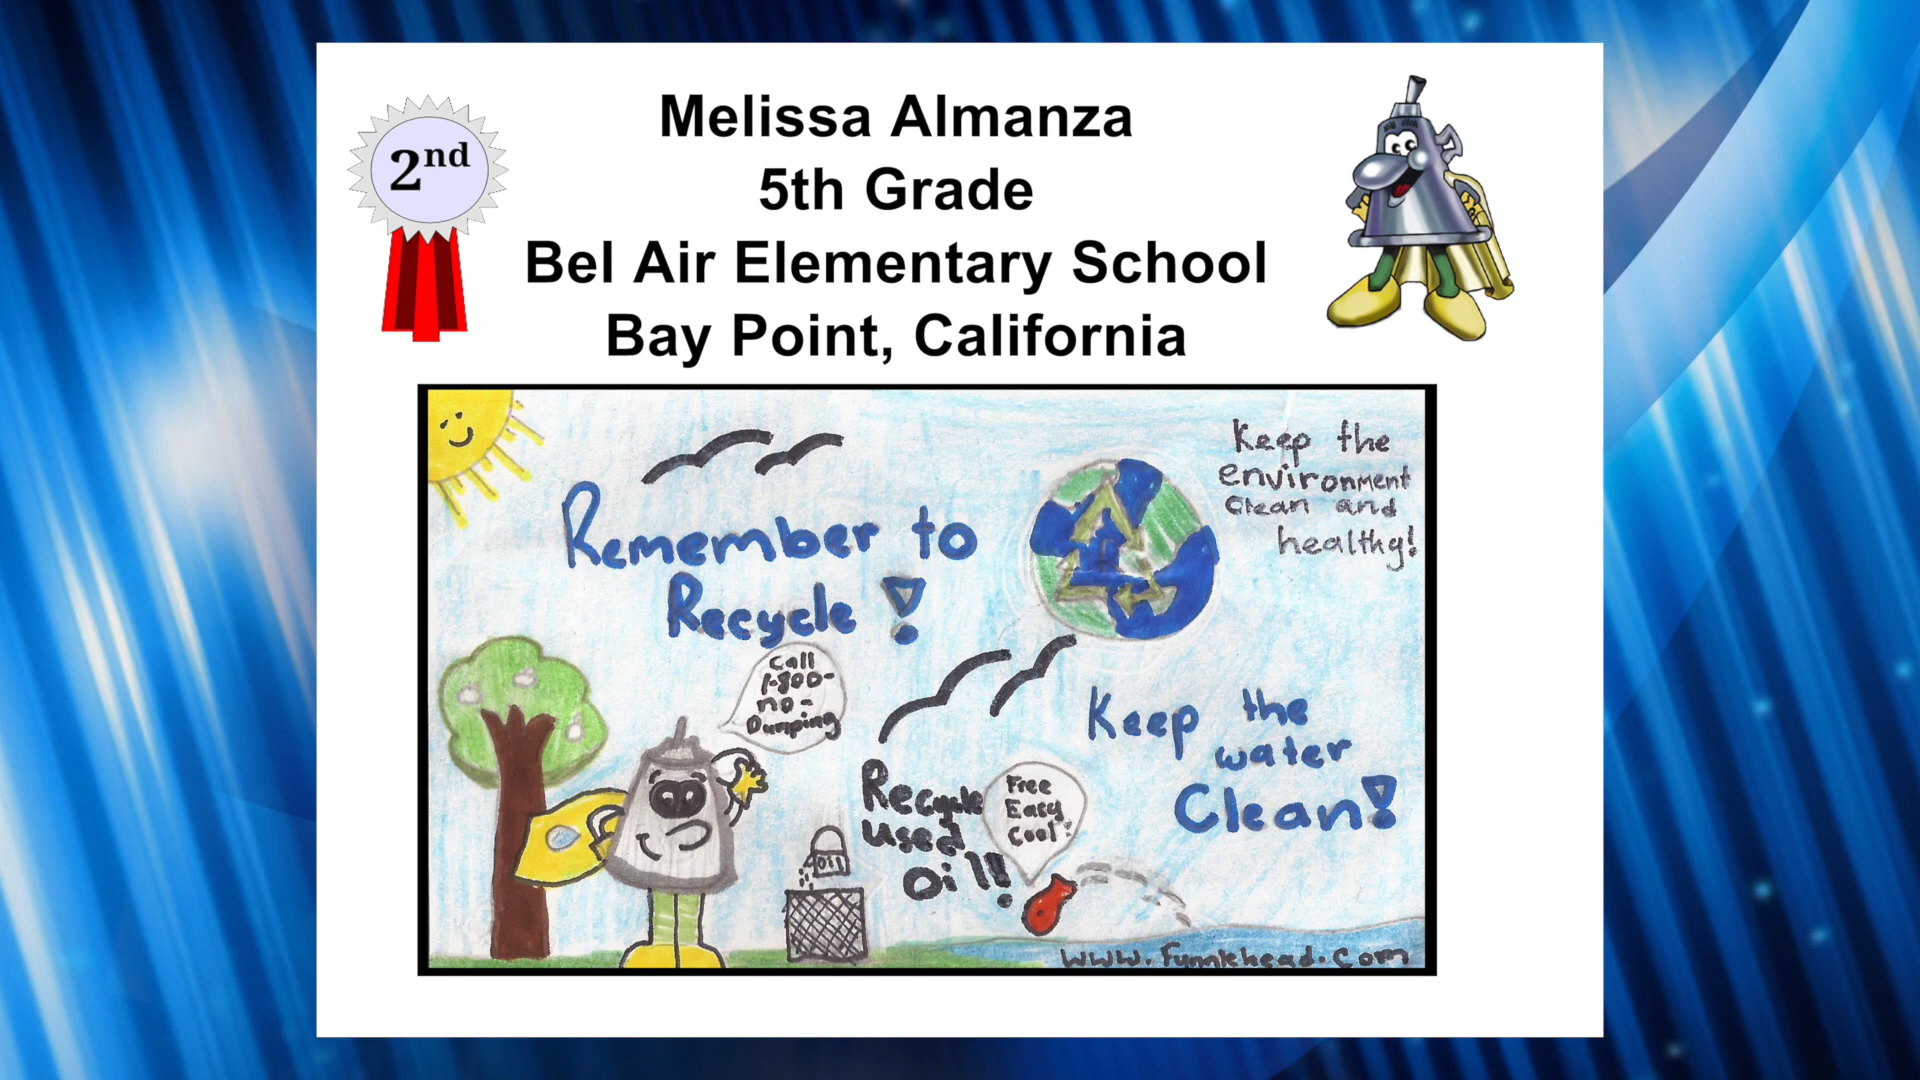 2nd
Melissa Almanza
5th Grade
Bel Air Elementary School
Bay Point, California
Keep the
environment
clean and
healthy!
Remember to
Recycle!
Call
1-800-
no-
Dumping
Keep the
water
Clean!
Recycle
used
oil!!
Free
Easy
Cool!
oil
www.Funniehead.com